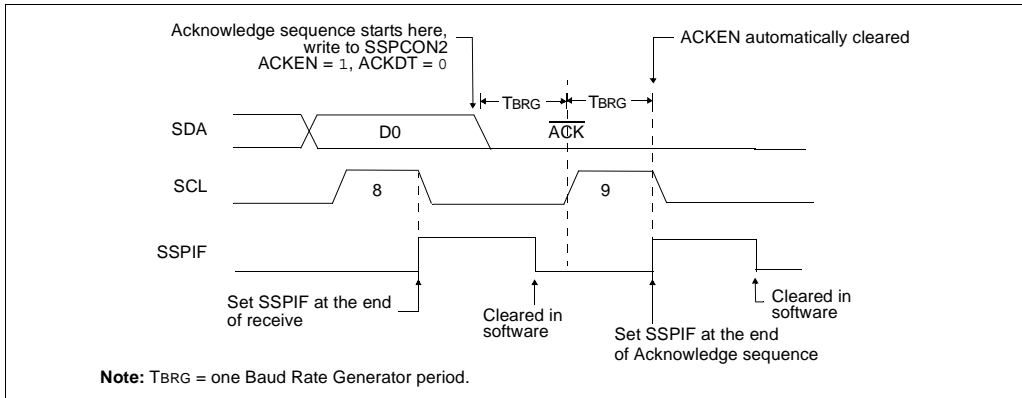 Acknowledge sequence starts here,
write to SSPCON2
ACKEN = 1, ACKDT = 0
ACKEN automatically cleared
TBRG
TBRG
SDA
D0
ACK
SCL
8
9
SSPIF
Set SSPIF at the end
of receive
Cleared in
software
Set SSPIF at the end
of Acknowledge sequence
Cleared in
software
Note: TBRG = one Baud Rate Generator period.